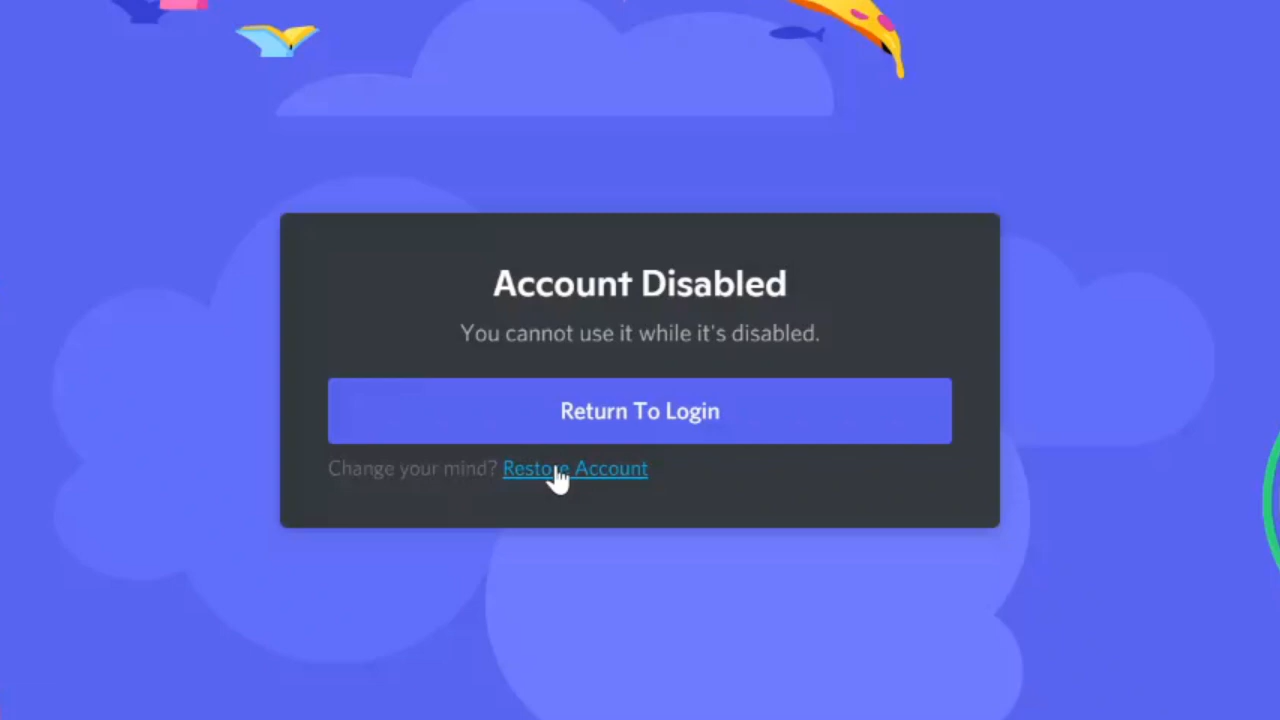 Account Disabled
You cannot use it while it's disabled.
Return To Login
Change your mind? Restore Account